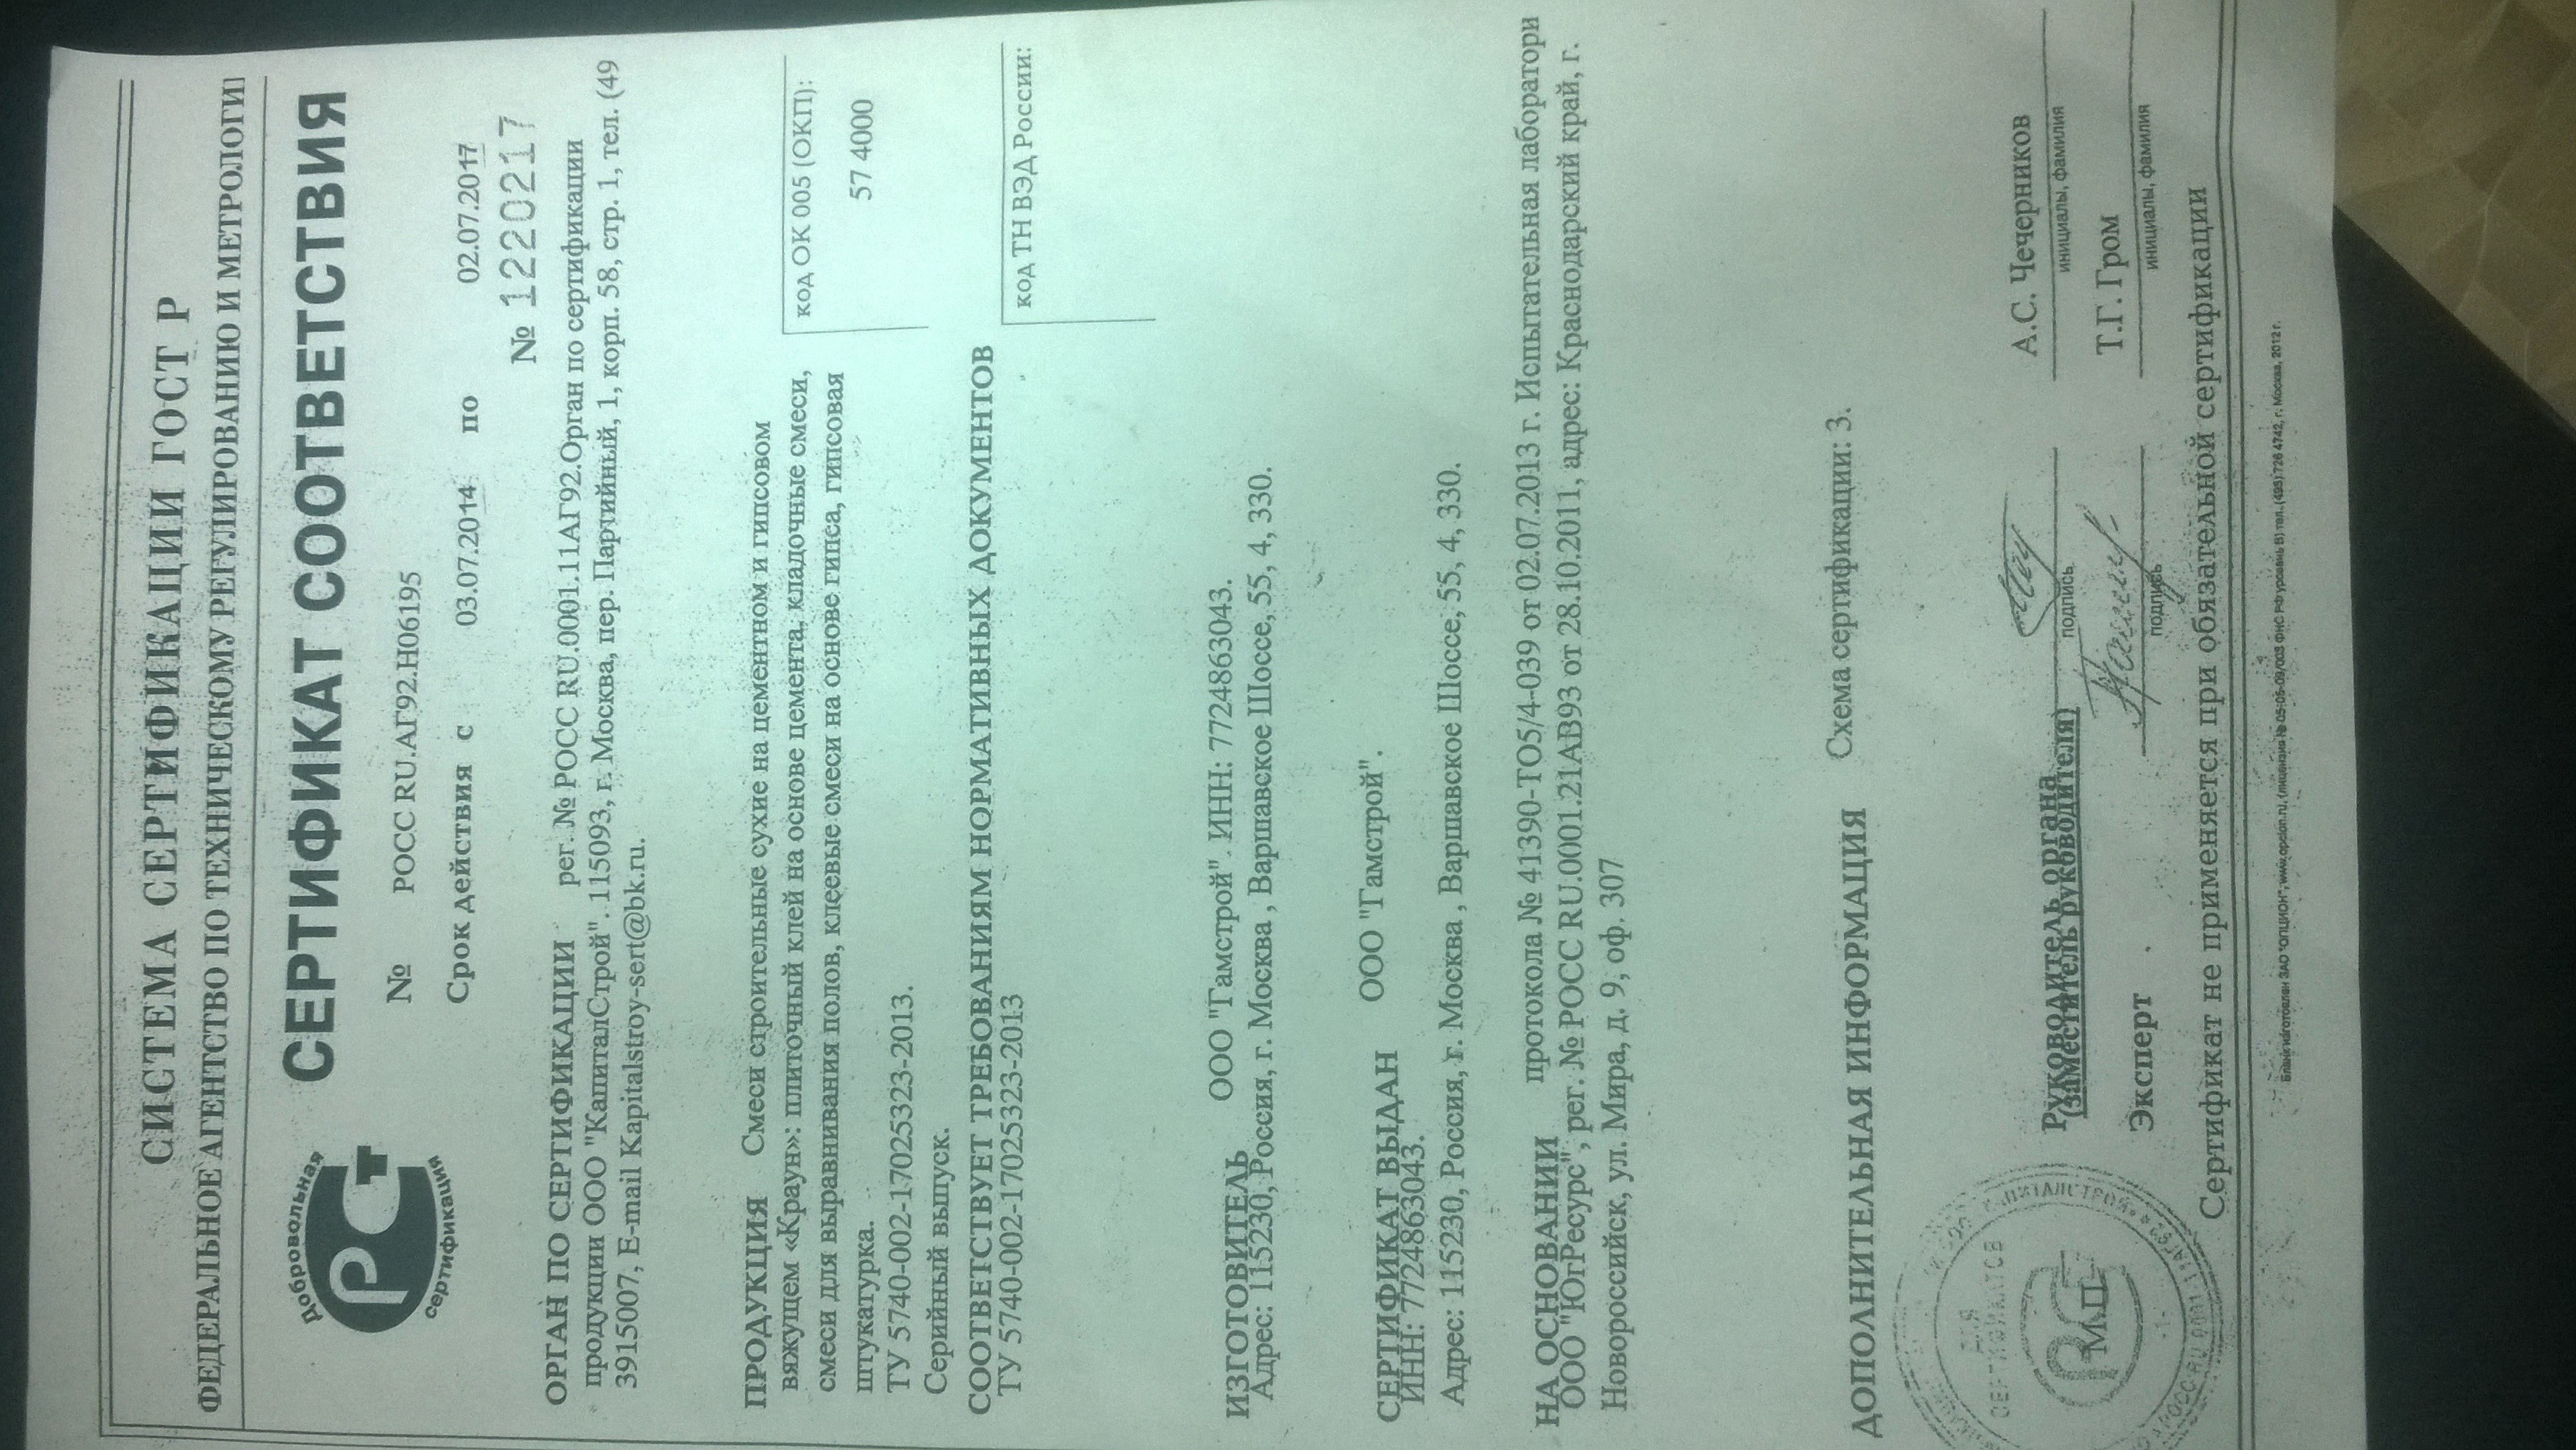 СИСТЕМА СЕРТИФИКАЦИИ ГОСТ Р
ФЕДЕРАЛЬНОЕ АГЕНТСТВО ПО ТЕХНИЧЕСКОМУ РЕГУЛИРОВАНИЮ И МЕТРОЛОГИ
Добровольная
РСТ
сертификация
СЕРТИФИКАТ СООТВЕТСТВИЯ
№ РОСС RU.АГ92.Н06195
Срок действия с 03.07.2014 по 02.07.2017
№ 1220217
ОРГАН ПО СЕРТИФИКАЦИИ рег. № РОСС RU.0001.11АГ92.Орган по сертификации
продукции ООО "КапиталСтрой". 115093, г. Москва, пер. Партийный, 1, корп. 58, стр. 1, тел. (49
3915007, E-mail Kapitalstroy-sert@bk.ru.
ПРОДУКЦИЯ Смеси строительные сухие на цементном и гипсовом
вяжущем «Краун»: плиточный клей на основе цемента, кладочные смеси,
смеси для выравнивания полов, клеевые смеси на основе гипса, гипсовая
штукатурка.
ТУ 5740-002-17025323-2013.
Серийный выпуск.
код ОК 005 (ОКП):
57 4000
СООТВЕТСТВУЕТ ТРЕБОВАНИЯМ НОРМАТИВНЫХ ДОКУМЕНТОВ
ТУ 5740-002-17025323-2013
код ТН ВЭД России:
ИЗГОТОВИТЕЛЬ ООО "Гамстрой". ИНН: 7724863043.
Адрес: 115230, Россия, г. Москва , Варшавское Шоссе, 55, 4, 330.
СЕРТИФИКАТ ВЫДАН ООО "Гамстрой".
ИНН: 7724863043.
Адрес: 115230, Россия, г. Москва , Варшавское Шоссе, 55, 4, 330.
НА ОСНОВАНИИ протокола № 41390-ТО5/4-039 от 02.07.2013 г. Испытательная лаборатори
ООО "ЮгРесурс", рег. № РОСС RU.0001.21АВ93 от 28.10.2011, адрес: Краснодарский край, г.
Новороссийск, ул. Мира, д. 9, оф. 307
ДОПОЛНИТЕЛЬНАЯ ИНФОРМАЦИЯ Схема сертификации: 3.
ДЛЯ
СЕРТИФИКАТОВ
М.П.
Руководитель органа
(заместитель руководителя)
подпись
А.С. Чечерников
инициалы, фамилия
Эксперт
подпись
Т.Г. Гром
инициалы, фамилия
Сертификат не применяется при обязательной сертификации
Бланк изготовлен ЗАО "ОПЦИОН", www.opcion.ru, (лицензия № 05-05-09/003 ФНС РФ уровень В) тел. (495) 726 4742, г. Москва, 2012 г.